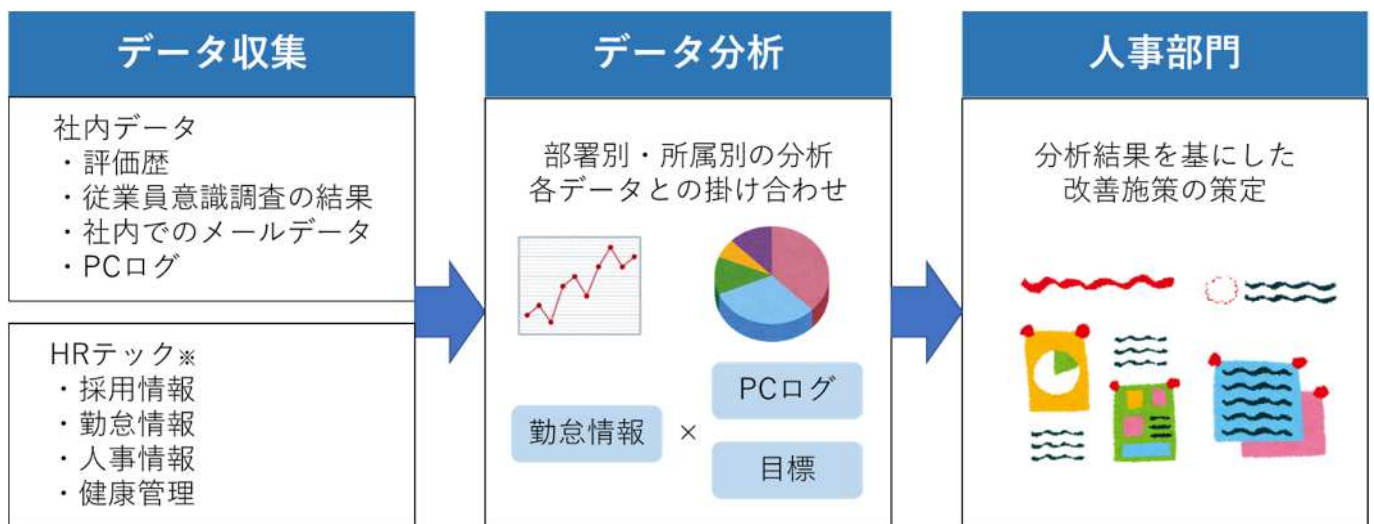 データ収集
社内データ
・評価歴
・従業員意識調査の結果
・社内でのメールデータ
・PCログ
HRテック※
・採用情報
・勤怠情報
・人事情報
・健康管理
データ分析
部署別・所属別の分析
各データとの掛け合わせ
勤怠情報
×
PCログ
目標
人事部門
分析結果を基にした
改善施策の策定